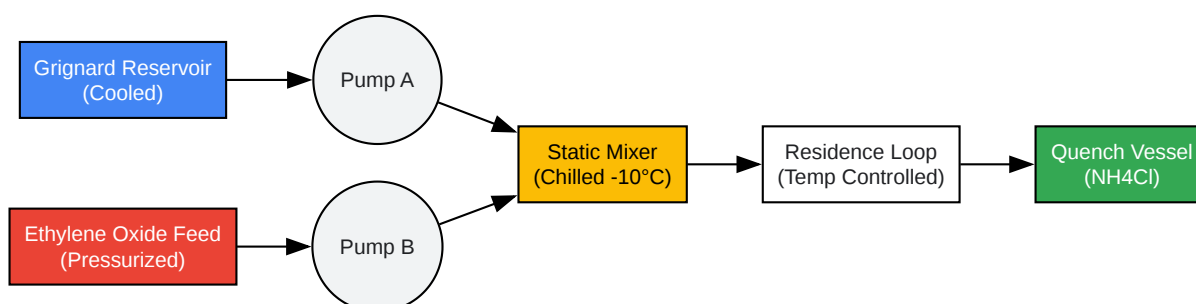 Grignard Reservoir
(Cooled)
Pump A
Static Mixer
(Chilled -10°C)
Residence Loop
(Temp Controlled)
Quench Vessel
(NH4Cl)
Ethylene Oxide Feed
(Pressurized)
Pump B